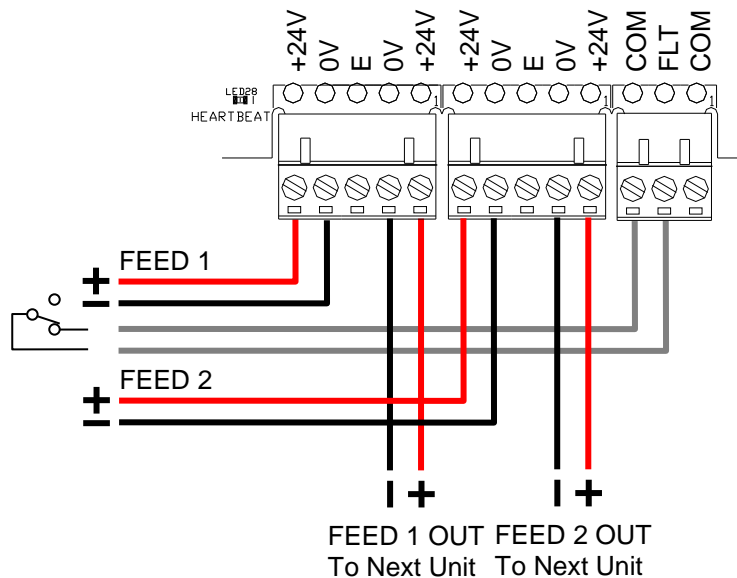 +24V 0V E 0V +24V +24V 0V E 0V +24V COM FLT COM
LED28
HEARTBEAT
1 1 1
+ FEED 1
−
+ FEED 2
−
− + − +
FEED 1 OUT FEED 2 OUT
To Next Unit To Next Unit